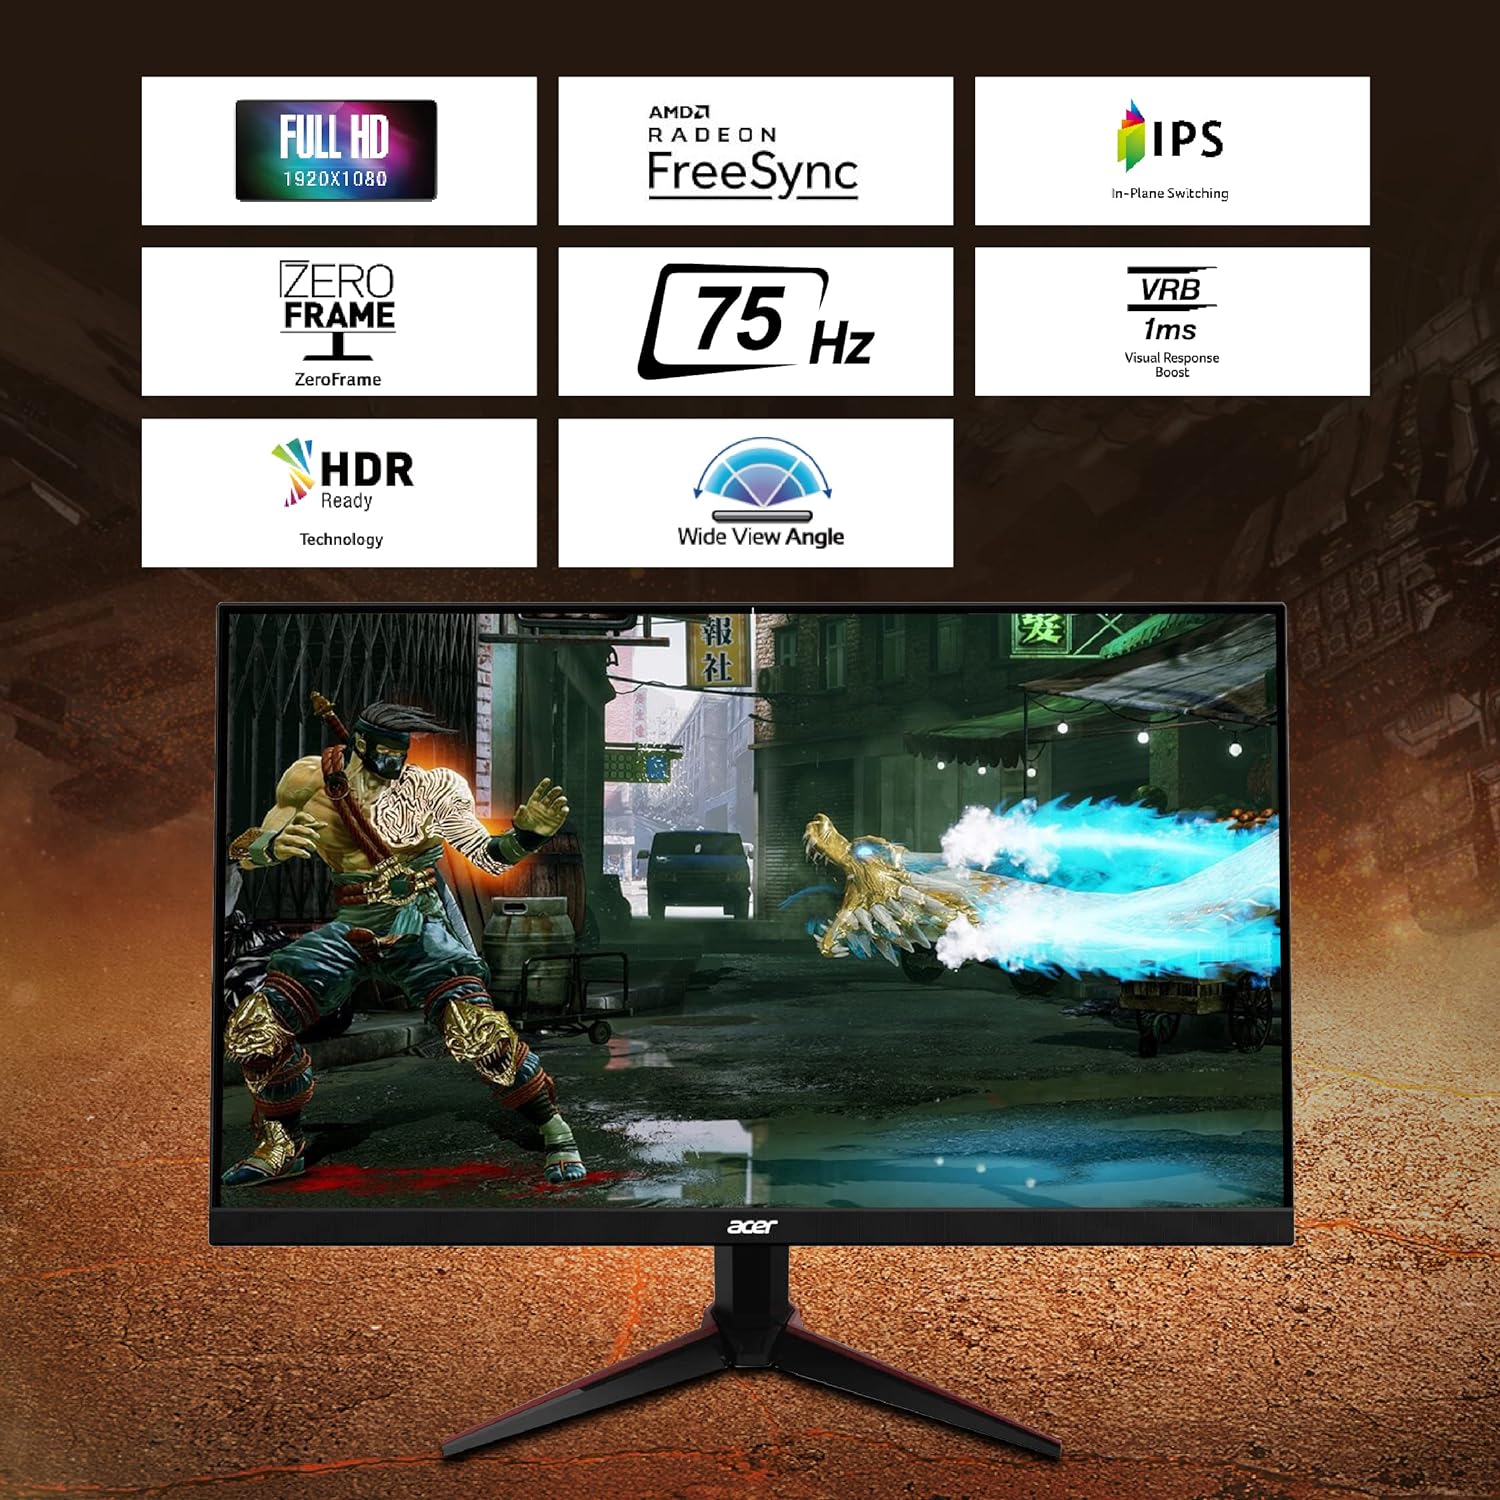 FULL HD
1920X1080
AMD
RADEON
FreeSync
IPS
In-Plane Switching
ZERO
FRAME
ZeroFrame
75 Hz
VRB
1ms
Visual Response
Boost
HDR
Ready
Technology
Wide View Angle
報
社
髮
acer